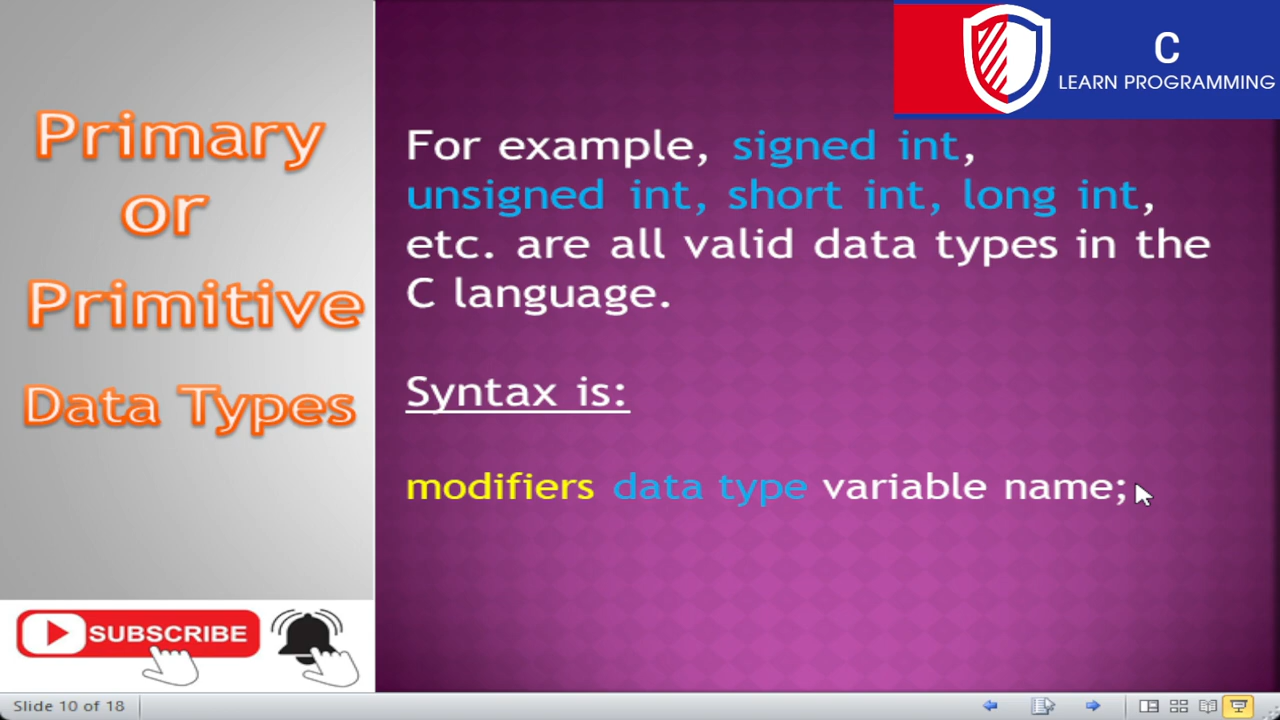 Primary
or
Primitive
Data Types
C
LEARN PROGRAMMING
For example, signed int,
unsigned int, short int, long int,
etc. are all valid data types in the
C language.
Syntax is:
modifiers data type variable name;
SUBSCRIBE
Slide 10 of 18